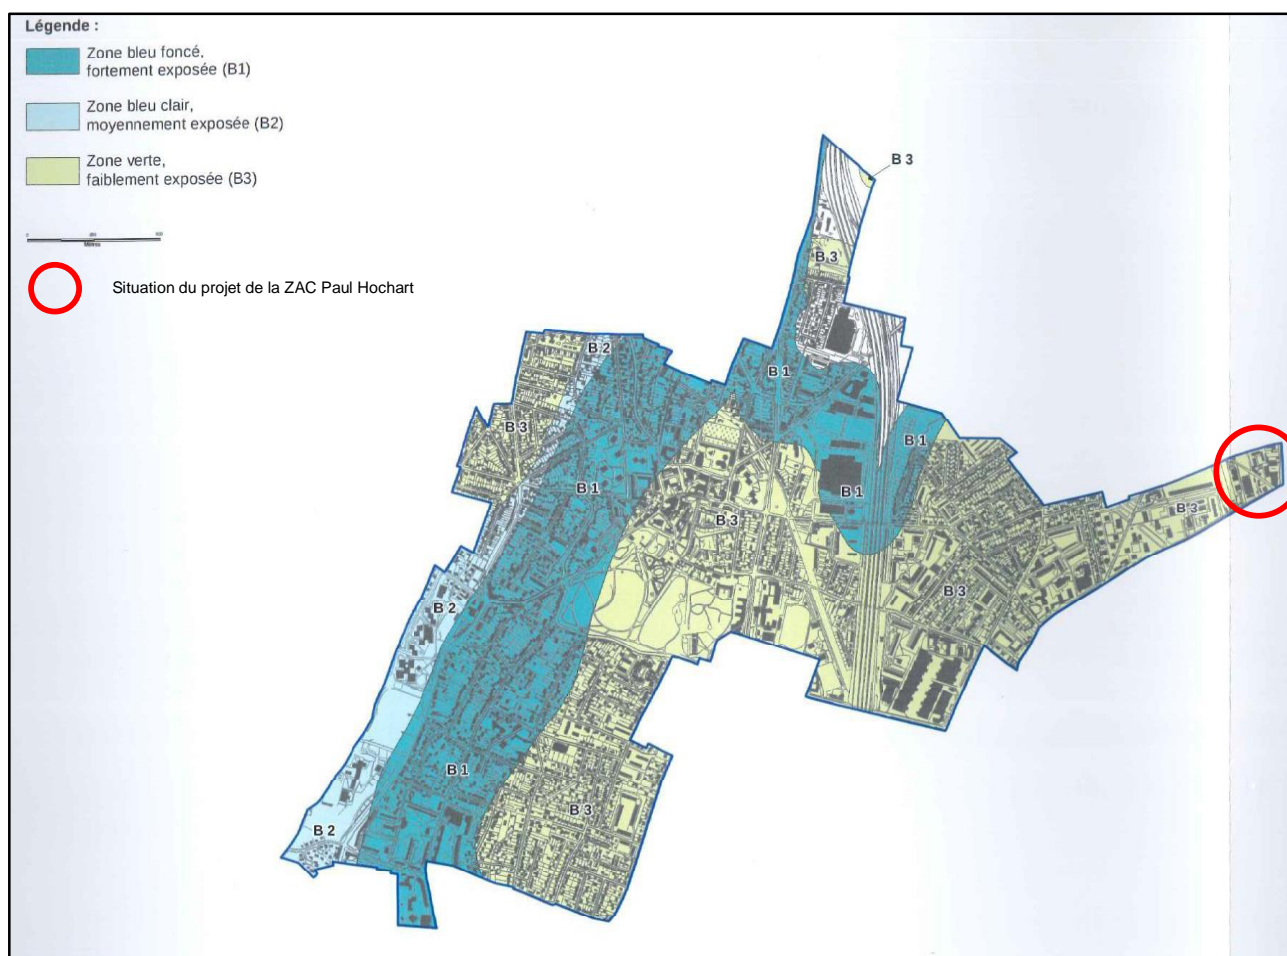 Légende :
Zone bleu foncé,
fortement exposée (B1)
Zone bleu clair,
moyennement exposée (B2)
Zone verte,
faiblement exposée (B3)
0
Mètres
Situation du projet de la ZAC Paul Hochart
B 3
B 3
B 2
B 1
B 3
B 1
B 1
B 1
B 3
B 3
B 3
B 2
B 1
B 3
B 2